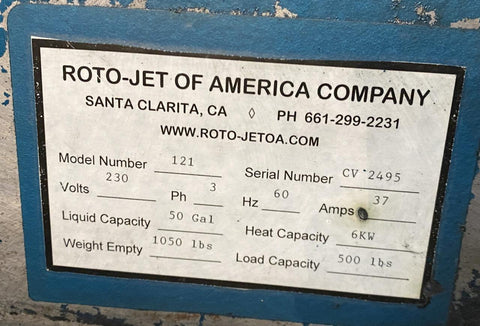 ROTO-JET OF AMERICA COMPANY
SANTA CLARITA, CA ◊ PH 661-299-2231
WWW.ROTO-JETOA.COM
Model Number 121 Serial Number CV 2495
Volts 230 Ph 3 Hz 60 Amps 37
Liquid Capacity 50 Gal Heat Capacity 6KW
Weight Empty 1050 lbs Load Capacity 500 lbs